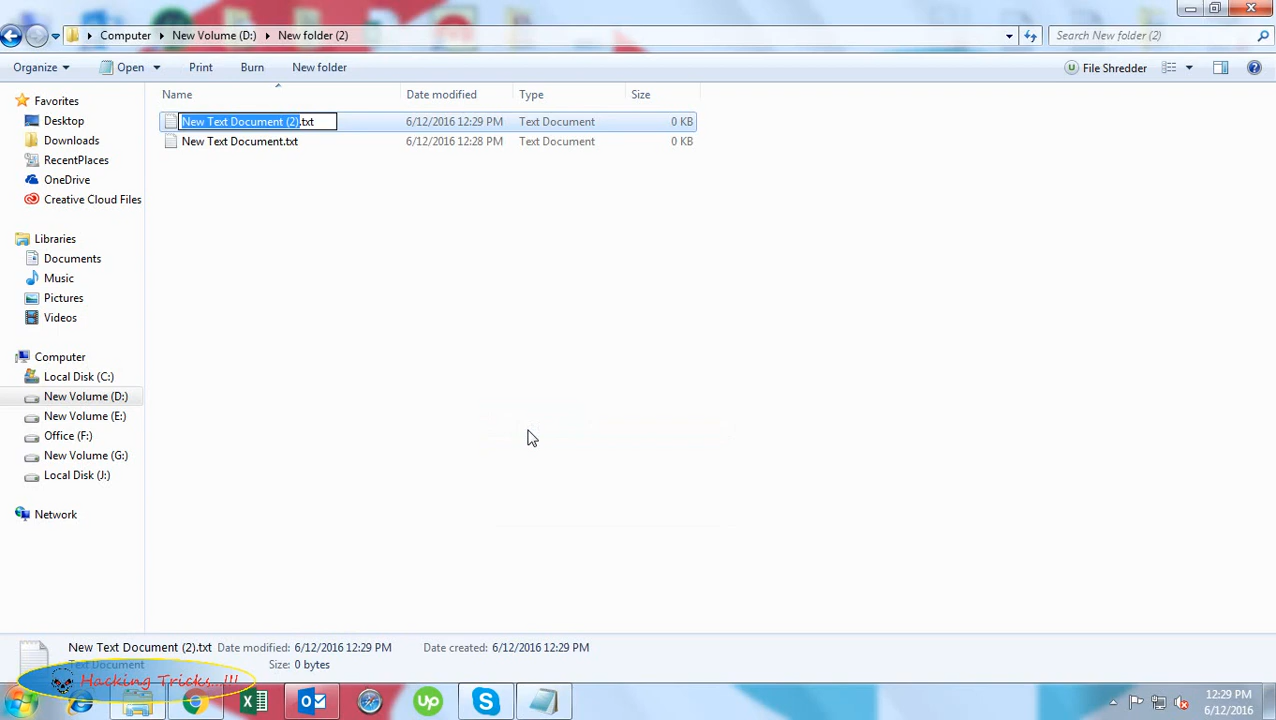 Computer New Volume (D:) New folder (2) Search New folder (2)
Organize Open Print Burn New folder File Shredder
Name Date modified Type Size
New Text Document (2).txt 6/12/2016 12:29 PM Text Document 0 KB
New Text Document.txt 6/12/2016 12:28 PM Text Document 0 KB
Favorites
Desktop
Downloads
RecentPlaces
OneDrive
Creative Cloud Files
Libraries
Documents
Music
Pictures
Videos
Computer
Local Disk (C:)
New Volume (D:)
New Volume (E:)
Office (F:)
New Volume (G:)
Local Disk (J:)
Network
New Text Document (2).txt Date modified: 6/12/2016 12:29 PM Date created: 6/12/2016 12:29 PM
Text Document Size: 0 bytes
Hacking Tricks...!!!
up
12:29 PM
6/12/2016